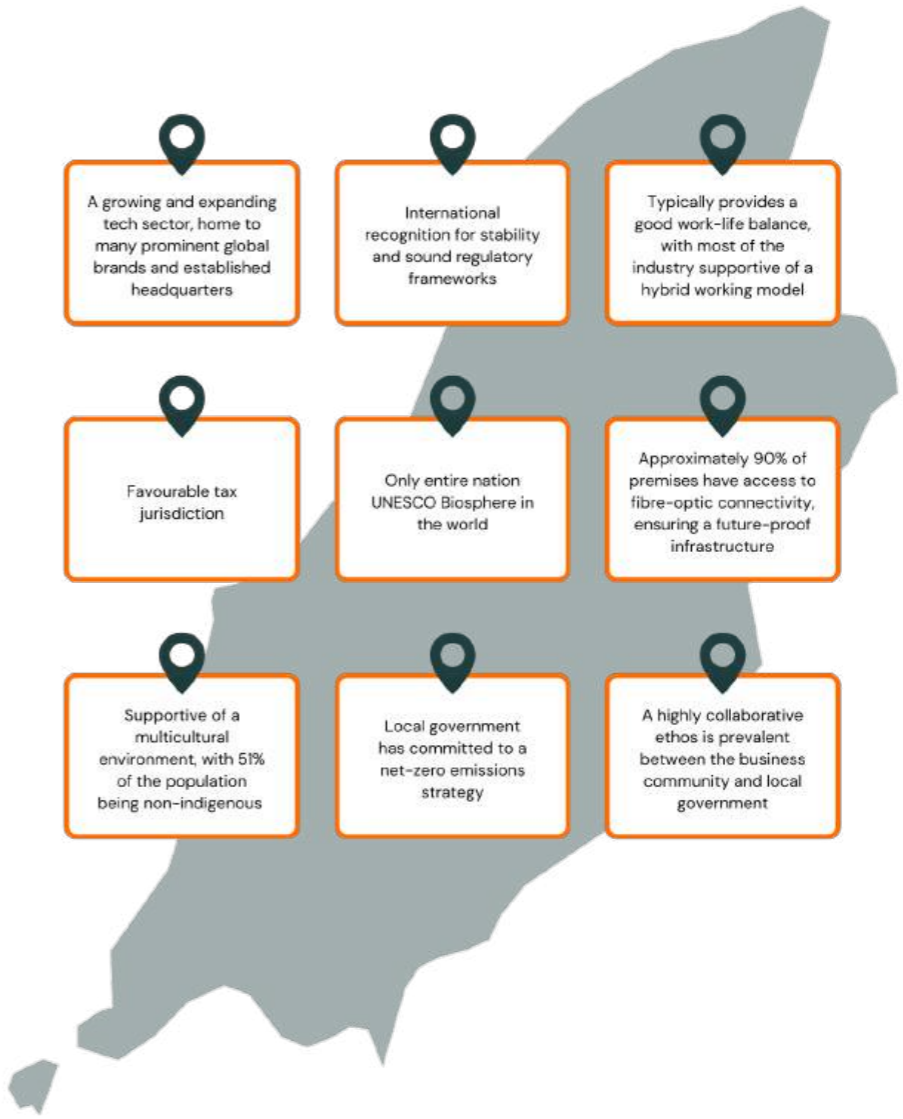 A growing and expanding
tech sector, home to
many prominent global
brands and established
headquarters
International
recognition for stability
and sound regulatory
frameworks
Typically provides a
good work-life balance,
with most of the
industry supportive of a
hybrid working model
Favourable tax
jurisdiction
Only entire nation
UNESCO Biosphere in
the world
Approximately 90% of
premises have access to
fibre-optic connectivity,
ensuring a future-proof
infrastructure
Supportive of a
multicultural
environment, with 51%
of the population
being non-indigenous
Local government
has committed to a
net-zero emissions
strategy
A highly collaborative
ethos is prevalent
between the business
community and local
government